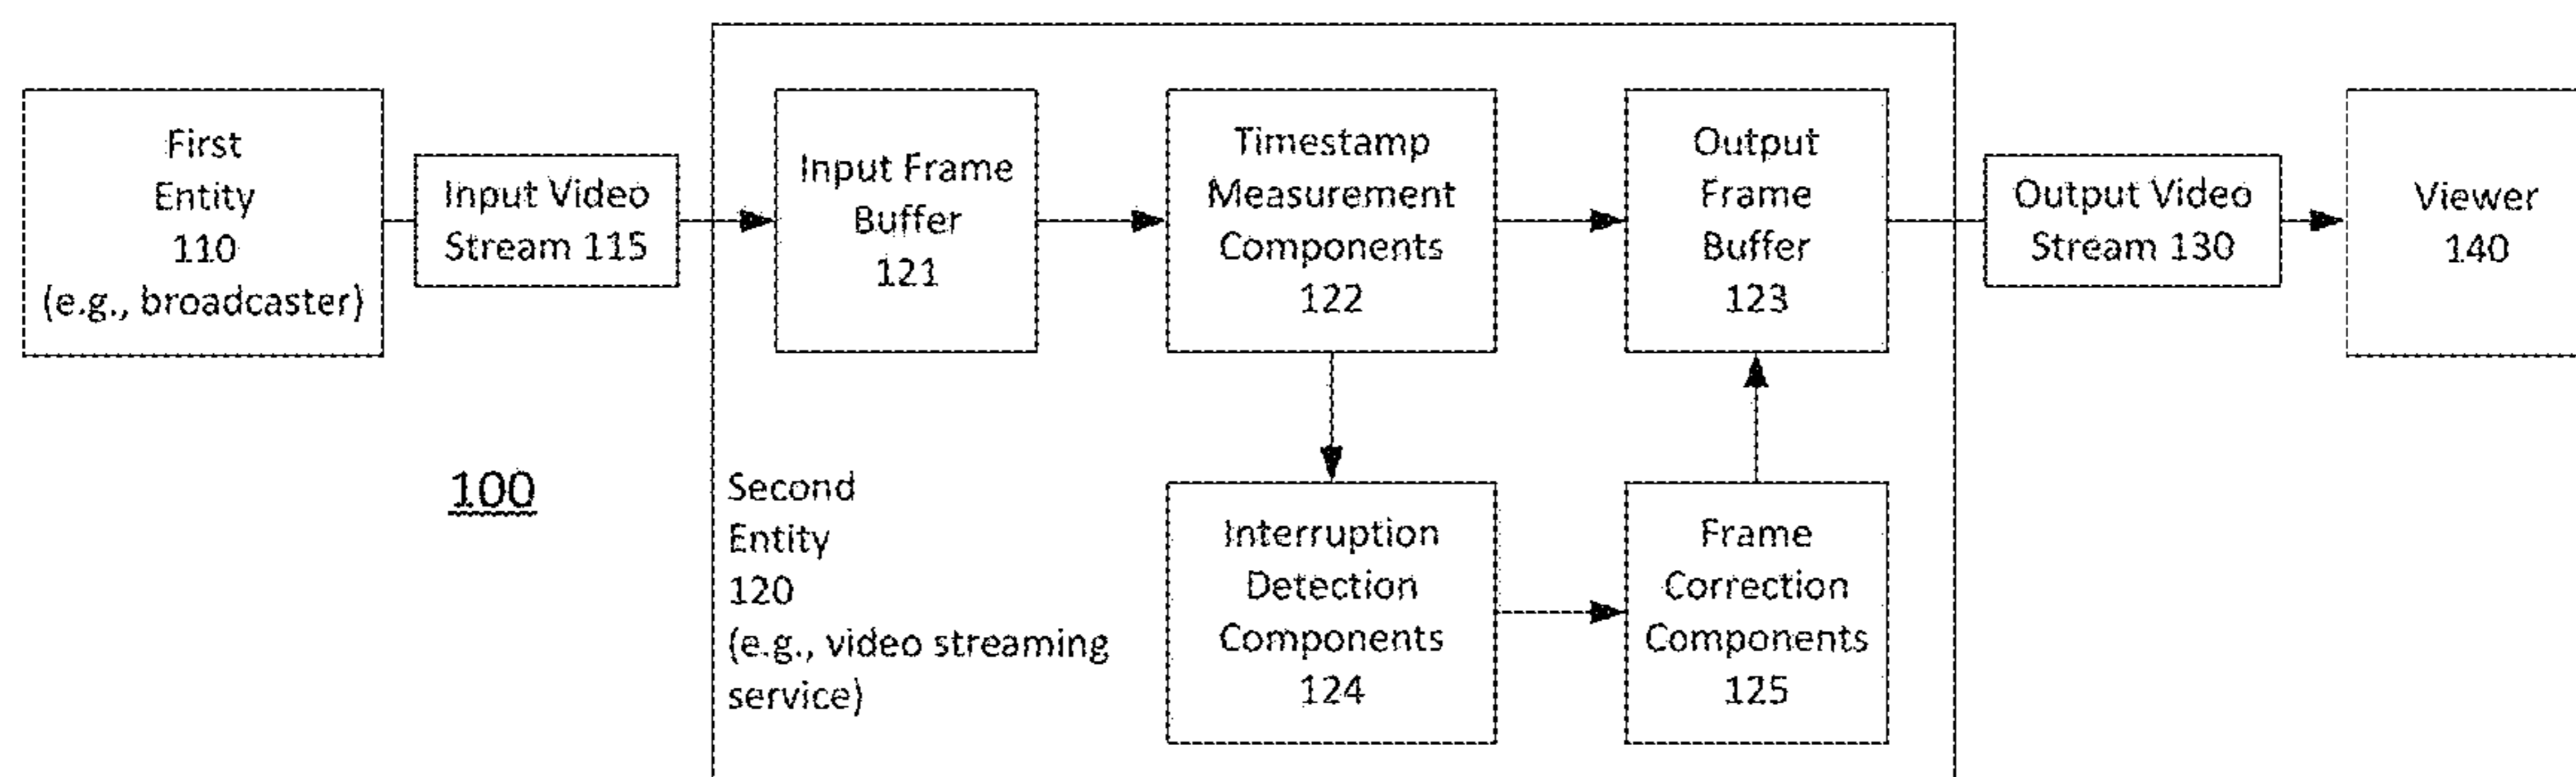 First
Entity
110
(e.g., broadcaster)
Input Video
Stream 115
Input Frame
Buffer
121
Timestamp
Measurement
Components
122
Output
Frame
Buffer
123
Output Video
Stream 130
Viewer
140
100
Second
Entity
120
(e.g., video streaming
service)
Interruption
Detection
Components
124
Frame
Correction
Components
125